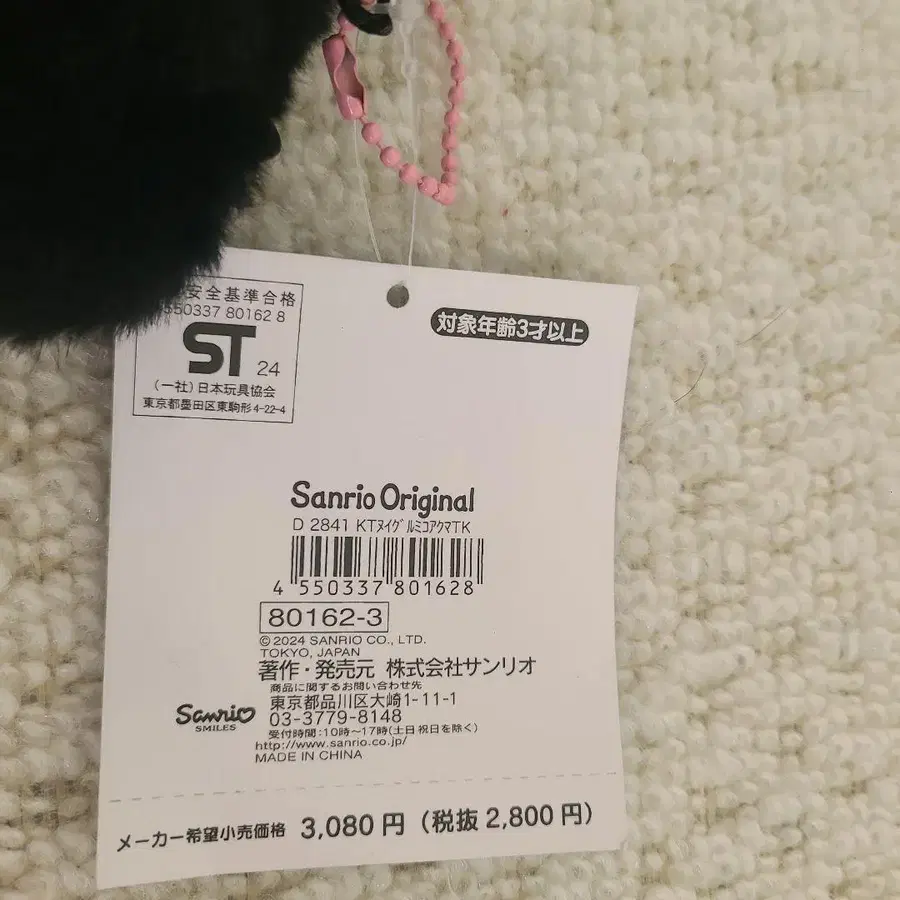 安全基準合格
550337 80162 8
ST 24
(一社)日本玩具協会
東京都墨田区東駒形4-22-4
対象年齢3才以上
Sanrio Original
D 2841 KTヌイグルミコアクマTK
4 550337 801628
80162-3
© 2024 SANRIO CO., LTD.
TOKYO, JAPAN
著作・発売元 株式会社サンリオ
商品に関するお問い合わせ先
東京都品川区大崎1-11-1
03-3779-8148
受付時間:10時〜17時(土日祝日を除く)
Sanrio
SMILES
http://www.sanrio.co.jp/
MADE IN CHINA
メーカー希望小売価格 3,080円 (税抜 2,800円)